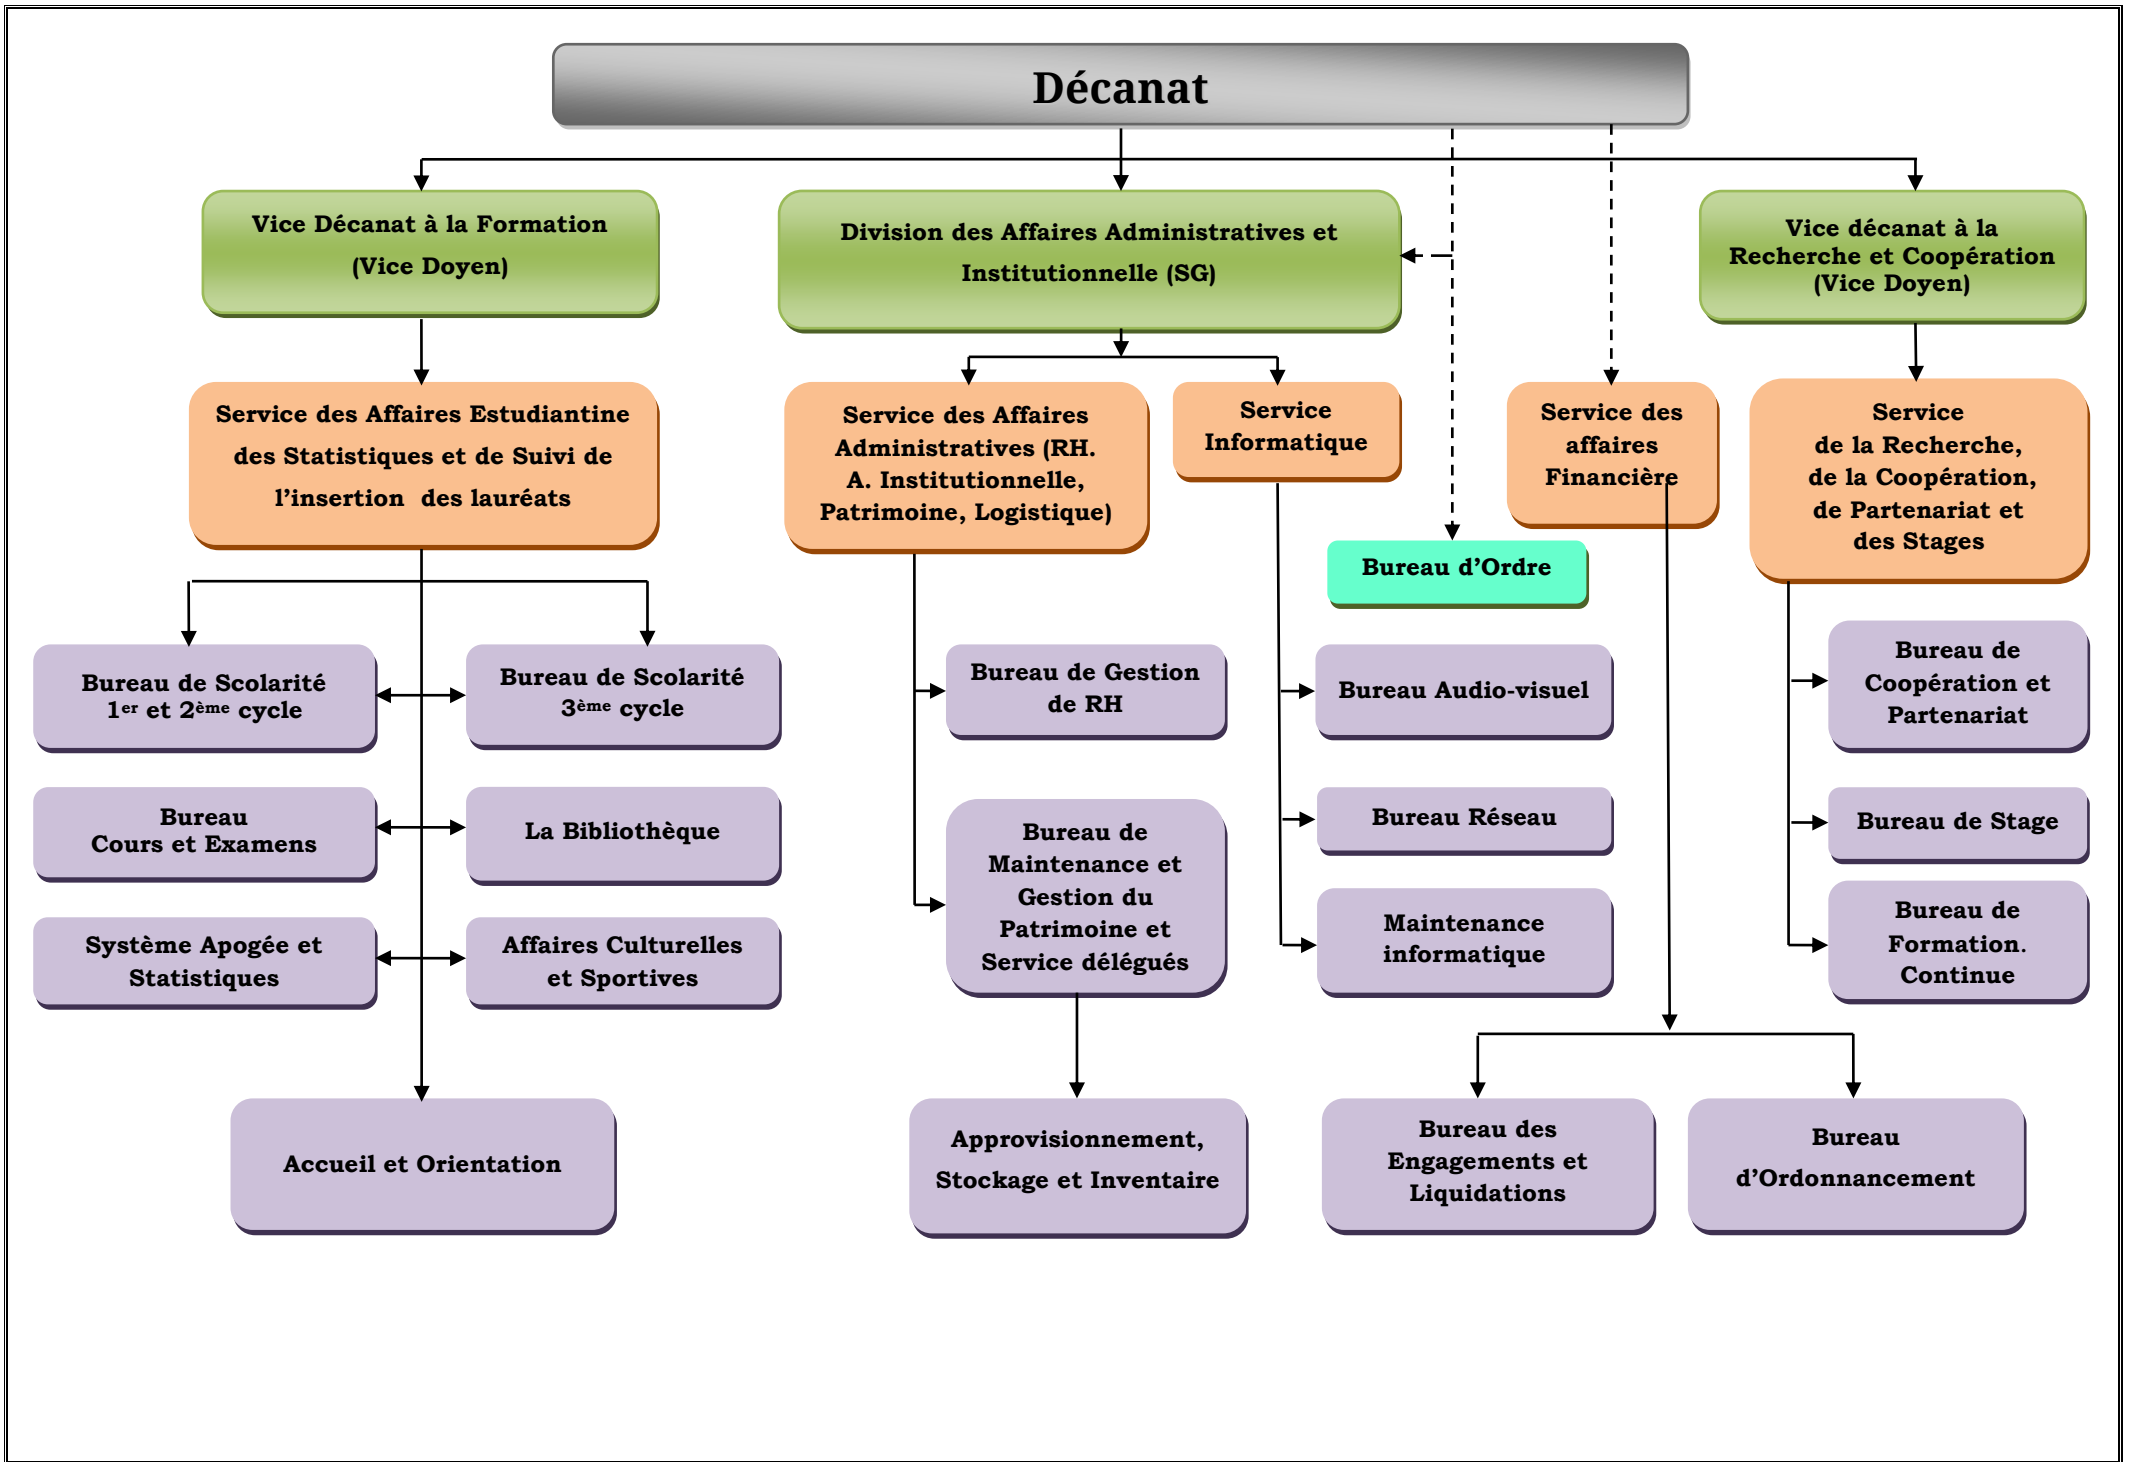 Décanat
Vice Décanat à la Formation
(Vice Doyen)
Division des Affaires Administratives et
Institutionnelle (SG)
Vice décanat à la
Recherche et Coopération
(Vice Doyen)
Service des Affaires Estudiantine
des Statistiques et de Suivi de
l’insertion des lauréats
Service des Affaires
Administratives (RH.
A. Institutionnelle,
Patrimoine, Logistique)
Service
Informatique
Service des
affaires
Financière
Service
de la Recherche,
de la Coopération,
de Partenariat et
des Stages
Bureau d’Ordre
Bureau de Scolarité
1er et 2ème cycle
Bureau de Scolarité
3ème cycle
Bureau de Gestion
de RH
Bureau Audio-visuel
Bureau de
Coopération et
Partenariat
Bureau
Cours et Examens
La Bibliothèque
Bureau de
Maintenance et
Gestion du
Patrimoine et
Service délégués
Bureau Réseau
Bureau de Stage
Système Apogée et
Statistiques
Affaires Culturelles
et Sportives
Maintenance
informatique
Bureau de
Formation.
Continue
Accueil et Orientation
Approvisionnement,
Stockage et Inventaire
Bureau des
Engagements et
Liquidations
Bureau
d’Ordonnancement